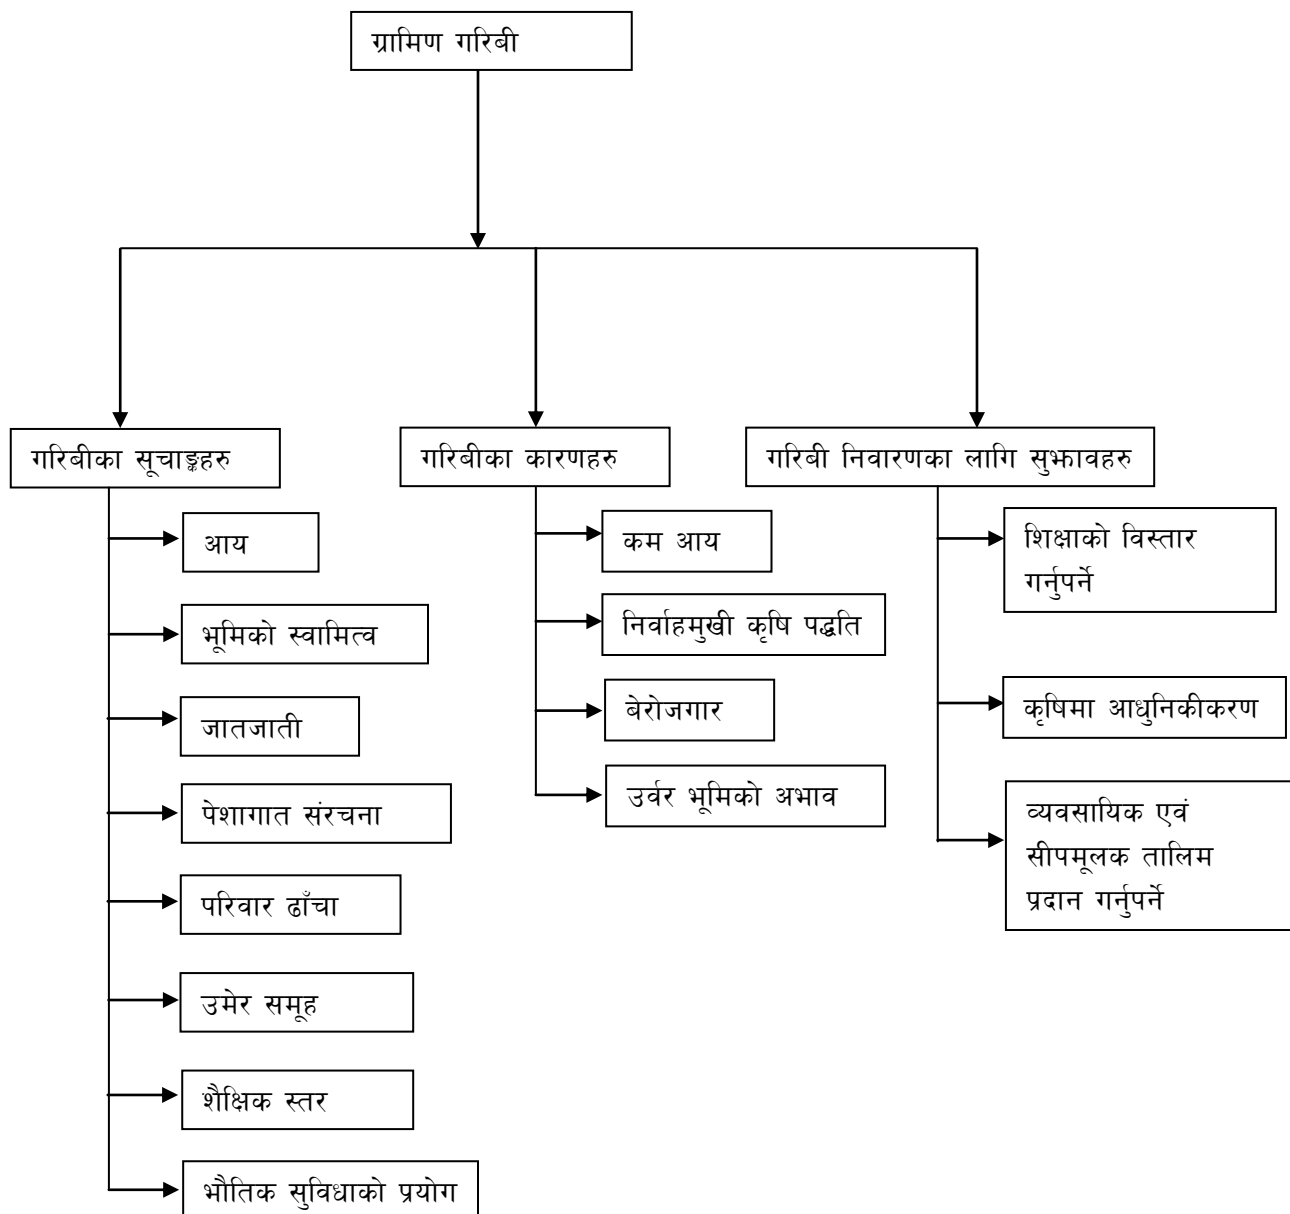 ग्रामिण गरिबी
गरिबीका सूचाङ्कहरु
आय
भूमिको स्वामित्व
जातजाती
पेशागात संरचना
परिवार ढाँचा
उमेर समूह
शैक्षिक स्तर
भौतिक सुविधाको प्रयोग
गरिबीका कारणहरु
कम आय
निर्वाहमुखी कृषि पद्धति
बेरोजगार
उर्वर भूमिको अभाव
गरिबी निवारणका लागि सुझावहरु
शिक्षाको विस्तार
गर्नुपर्ने
कृषिमा आधुनिकीकरण
व्यवसायिक एवं
सीपमूलक तालिम
प्रदान गर्नुपर्ने